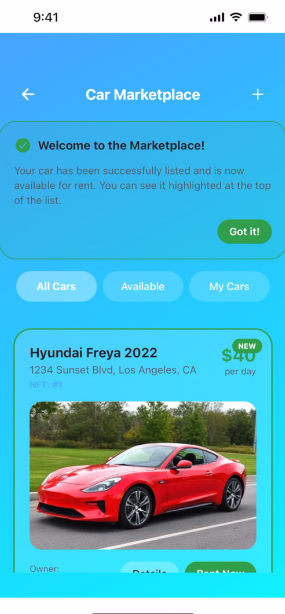 9:41
Car Marketplace
Welcome to the Marketplace!
Your car has been successfully listed and is now
available for rent. You can see it highlighted at the top
of the list.
Got it!
All Cars
Available
My Cars
NEW
Hyundai Freya 2022
$40
1234 Sunset Blvd, Los Angeles, CA
per day
NFT: #1
Owner:
Details
Rent Now